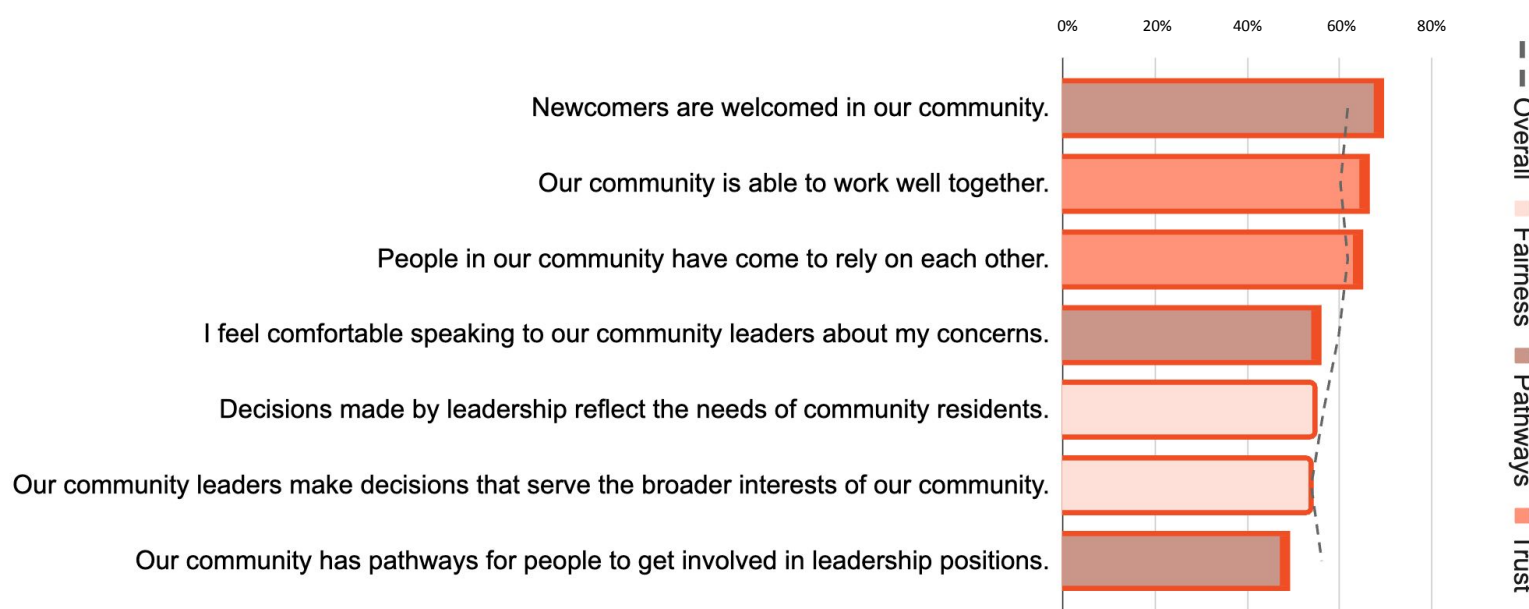 0% 20% 40% 60% 80%
Newcomers are welcomed in our community.
Our community is able to work well together.
People in our community have come to rely on each other.
I feel comfortable speaking to our community leaders about my concerns.
Decisions made by leadership reflect the needs of community residents.
Our community leaders make decisions that serve the broader interests of our community.
Our community has pathways for people to get involved in leadership positions.
Overall Fairness Pathways Trust